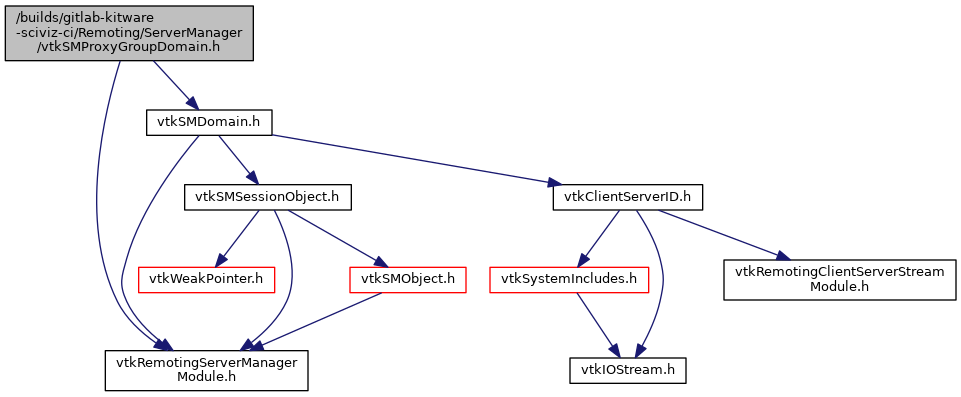 /builds/gitlab-kitware
-sciviz-ci/Remoting/ServerManager
/vtkSMProxyGroupDomain.h
vtkSMDomain.h
vtkSMSessionObject.h
vtkClientServerID.h
vtkWeakPointer.h
vtkSMObject.h
vtkSystemIncludes.h
vtkRemotingClientServerStream
Module.h
vtkRemotingServerManager
Module.h
vtkIOStream.h